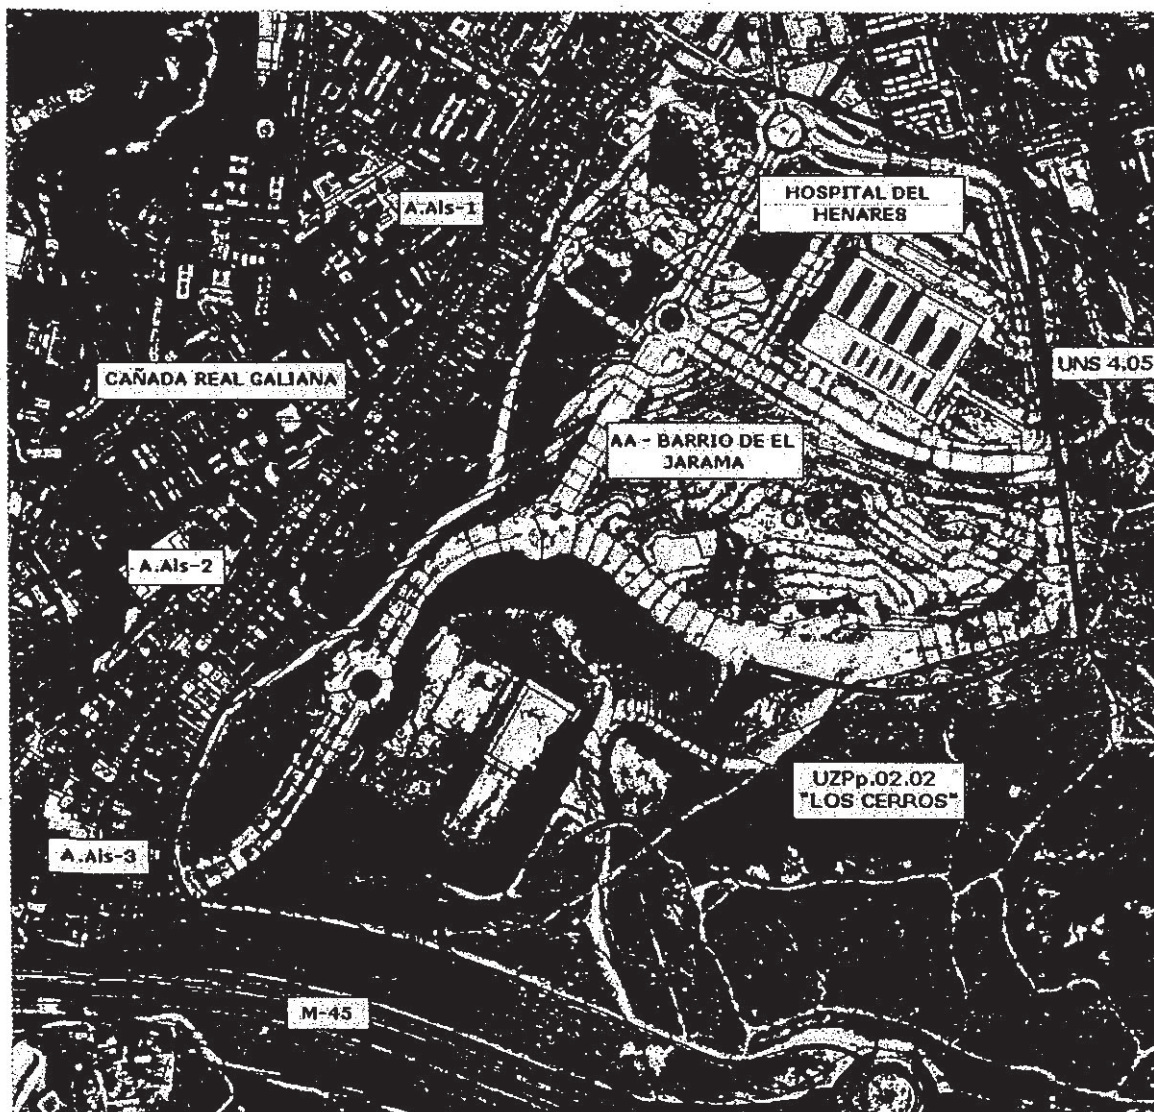 A.Als-1
HOSPITAL DEL
HENARES
CAÑADA REAL GALIANA
UNS 4.05
AA - BARRIO DE EL
JARAMA
A.Als-2
UZPp.02.02
"LOS CERROS"
A.Als-3
M-45